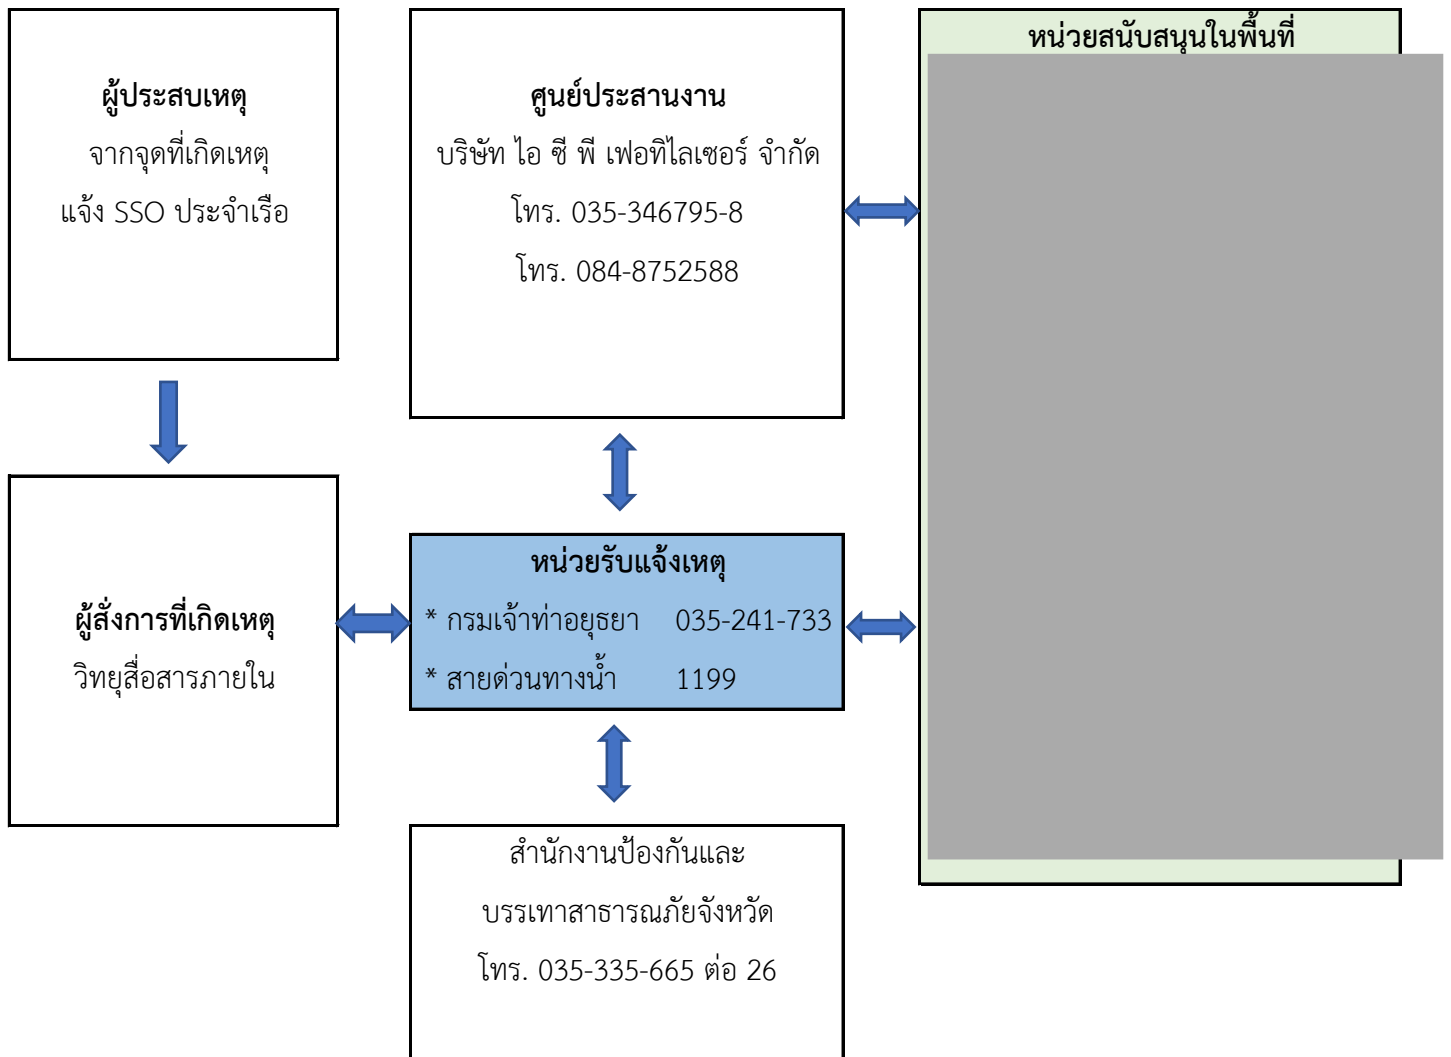 ผู้ประสบเหตุ
จากจุดที่เกิดเหตุ
แจ้ง SSO ประจำเรือ
ศูนย์ประสานงาน
บริษัท ไอ ซี พี เฟอทิไลเซอร์ จำกัด
โทร. 035-346795-8
โทร. 084-8752588
หน่วยสนับสนุนในพื้นที่
ผู้สั่งการที่เกิดเหตุ
วิทยุสื่อสารภายใน
หน่วยรับแจ้งเหตุ
* กรมเจ้าท่าอยุธยา 035-241-733
* สายด่วนทางน้ำ 1199
สำนักงานป้องกันและ
บรรเทาสาธารณภัยจังหวัด
โทร. 035-335-665 ต่อ 26